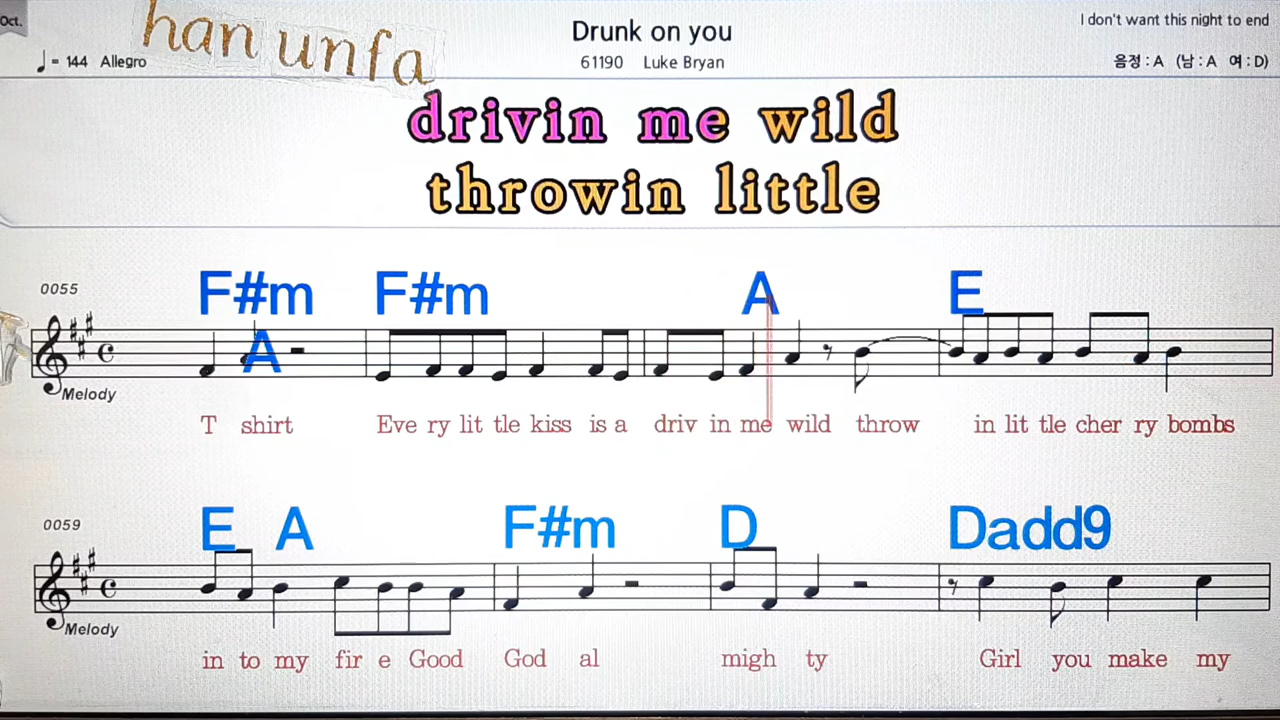 Oct.
han unfa
Drunk on you
I don't want this night to end
♩= 144 Allegro
61190 Luke Bryan
음정 : A (남 : A 여 : D)
drivin me wild
throwin little
0055
F#m A F#m A E
Melody
T shirt Eve ry lit tle kiss is a driv in me wild throw in lit tle cher ry bombs
0059
E A F#m D Dadd9
Melody
in to my fir e Good God al migh ty Girl you make my